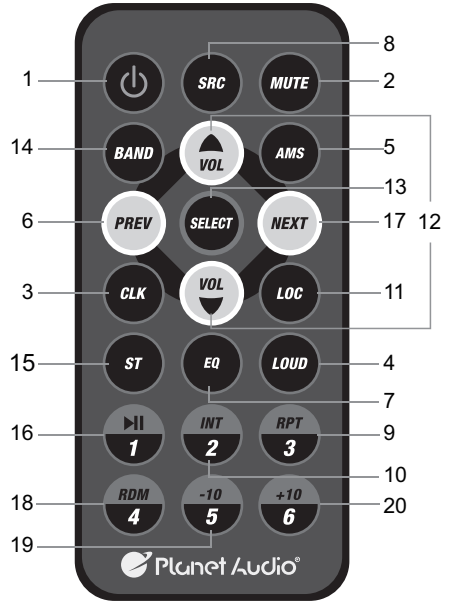 8
1 SRC MUTE 2
14 BAND VOL AMS 5
13
6 PREV SELECT NEXT 17 12
3 CLK VOL LOC 11
15 ST EQ LOUD 4
7
16 1 INT 2 RPT 3 9
10
18 RDM 4 -10 5 +10 6 20
19
Planet Audio®